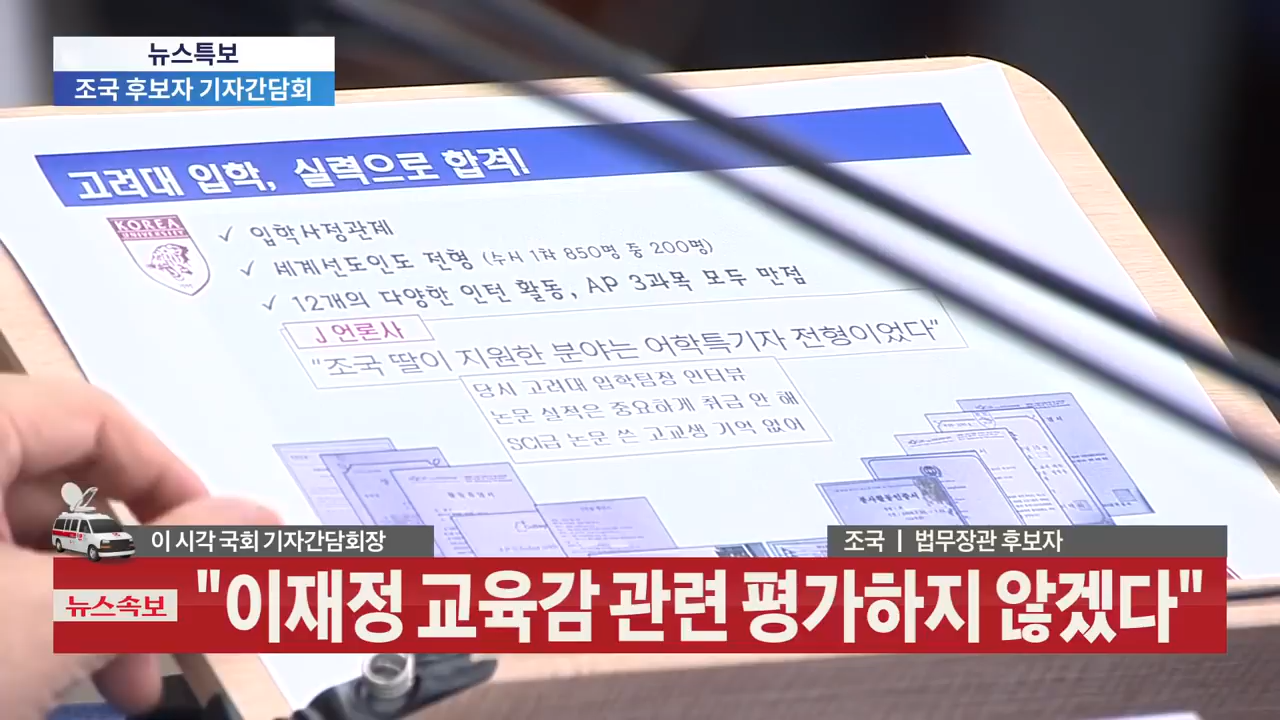 뉴스특보
조국 후보자 기자간담회
고려대 입학, 실력으로 합격!
KOREA
UNIVERSITY
✓ 입학사정관제
✓ 세계선도인도 전형 (수시 1차 850명 중 200명)
✓ 12개의 다양한 인턴 활동, AP 3과목 모두 만점
J 언론사
"조국 딸이 지원한 분야는 어학특기자 전형이었다"
당시 고려대 입학팀장 인터뷰
논문 실적은 중요하게 취급 안 해
SCI급 논문 쓴 고교생 기억 없어
봉사활동인증서
이 시각 국회 기자간담회장
조국 | 법무장관 후보자
뉴스속보
"이재정 교육감 관련 평가하지 않겠다"